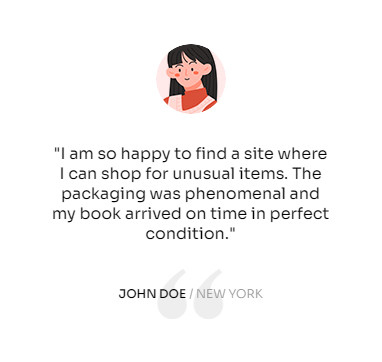 "I am so happy to find a site where
I can shop for unusual items. The
packaging was phenomenal and
my book arrived on time in perfect
condition."
JOHN DOE / NEW YORK